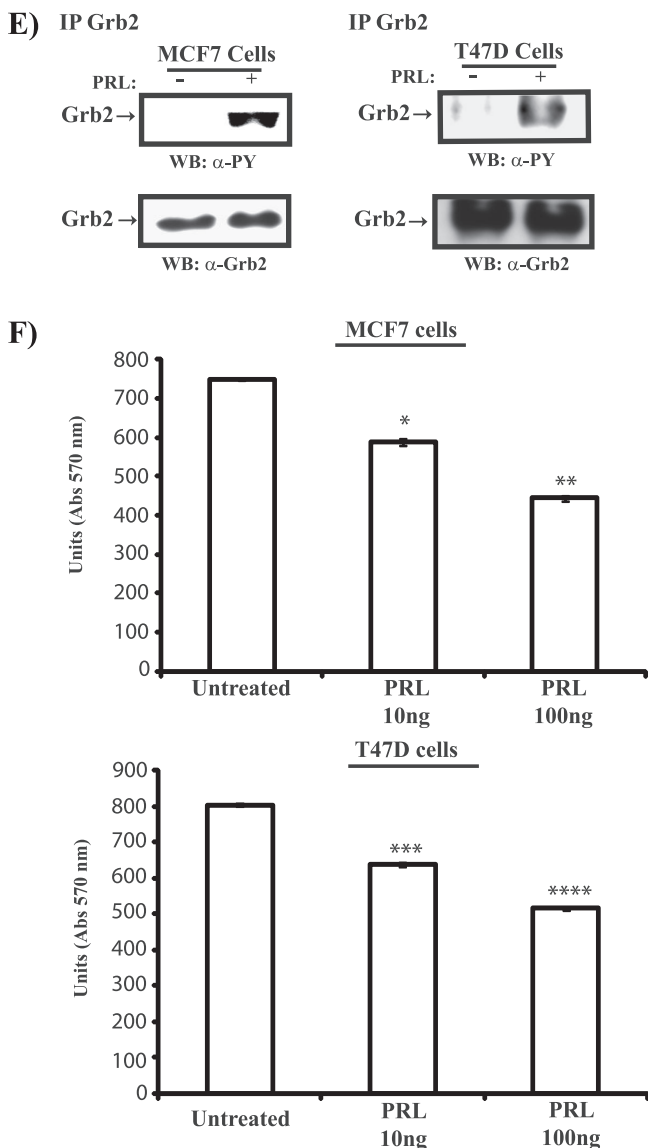 E) IP Grb2
MCF7 Cells
PRL: - +
Grb2→
WB: α-PY
Grb2→
WB: α-Grb2
IP Grb2
T47D Cells
PRL: - +
Grb2→
WB: α-PY
Grb2→
WB: α-Grb2
F)
MCF7 cells
Units (Abs 570 nm)
800
700
600
500
400
300
200
100
0
*
**
Untreated
PRL
10ng
PRL
100ng
T47D cells
Units (Abs 570 nm)
900
800
700
600
500
400
300
200
100
0
***
****
Untreated
PRL
10ng
PRL
100ng